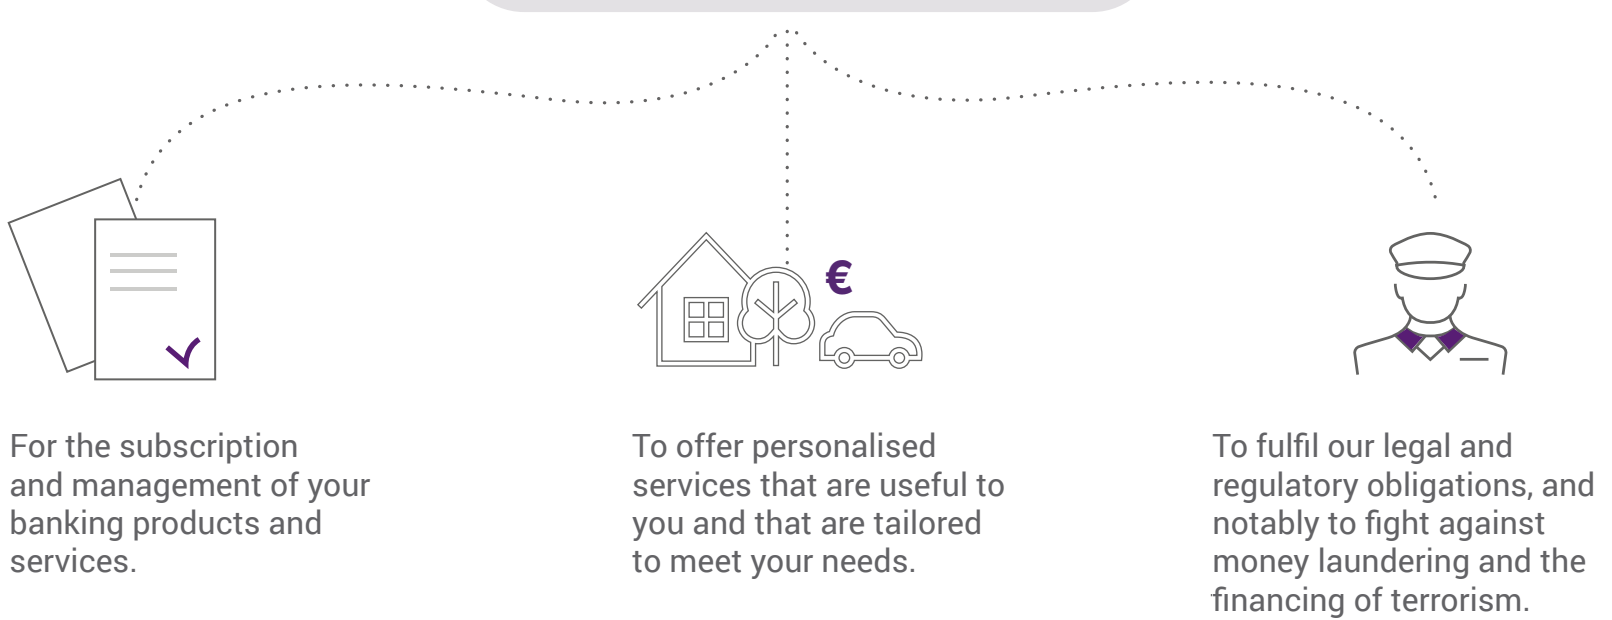 €
For the subscription
and management of your
banking products and
services.
To offer personalised
services that are useful to
you and that are tailored
to meet your needs.
To fulfil our legal and
regulatory obligations, and
notably to fight against
money laundering and the
financing of terrorism.